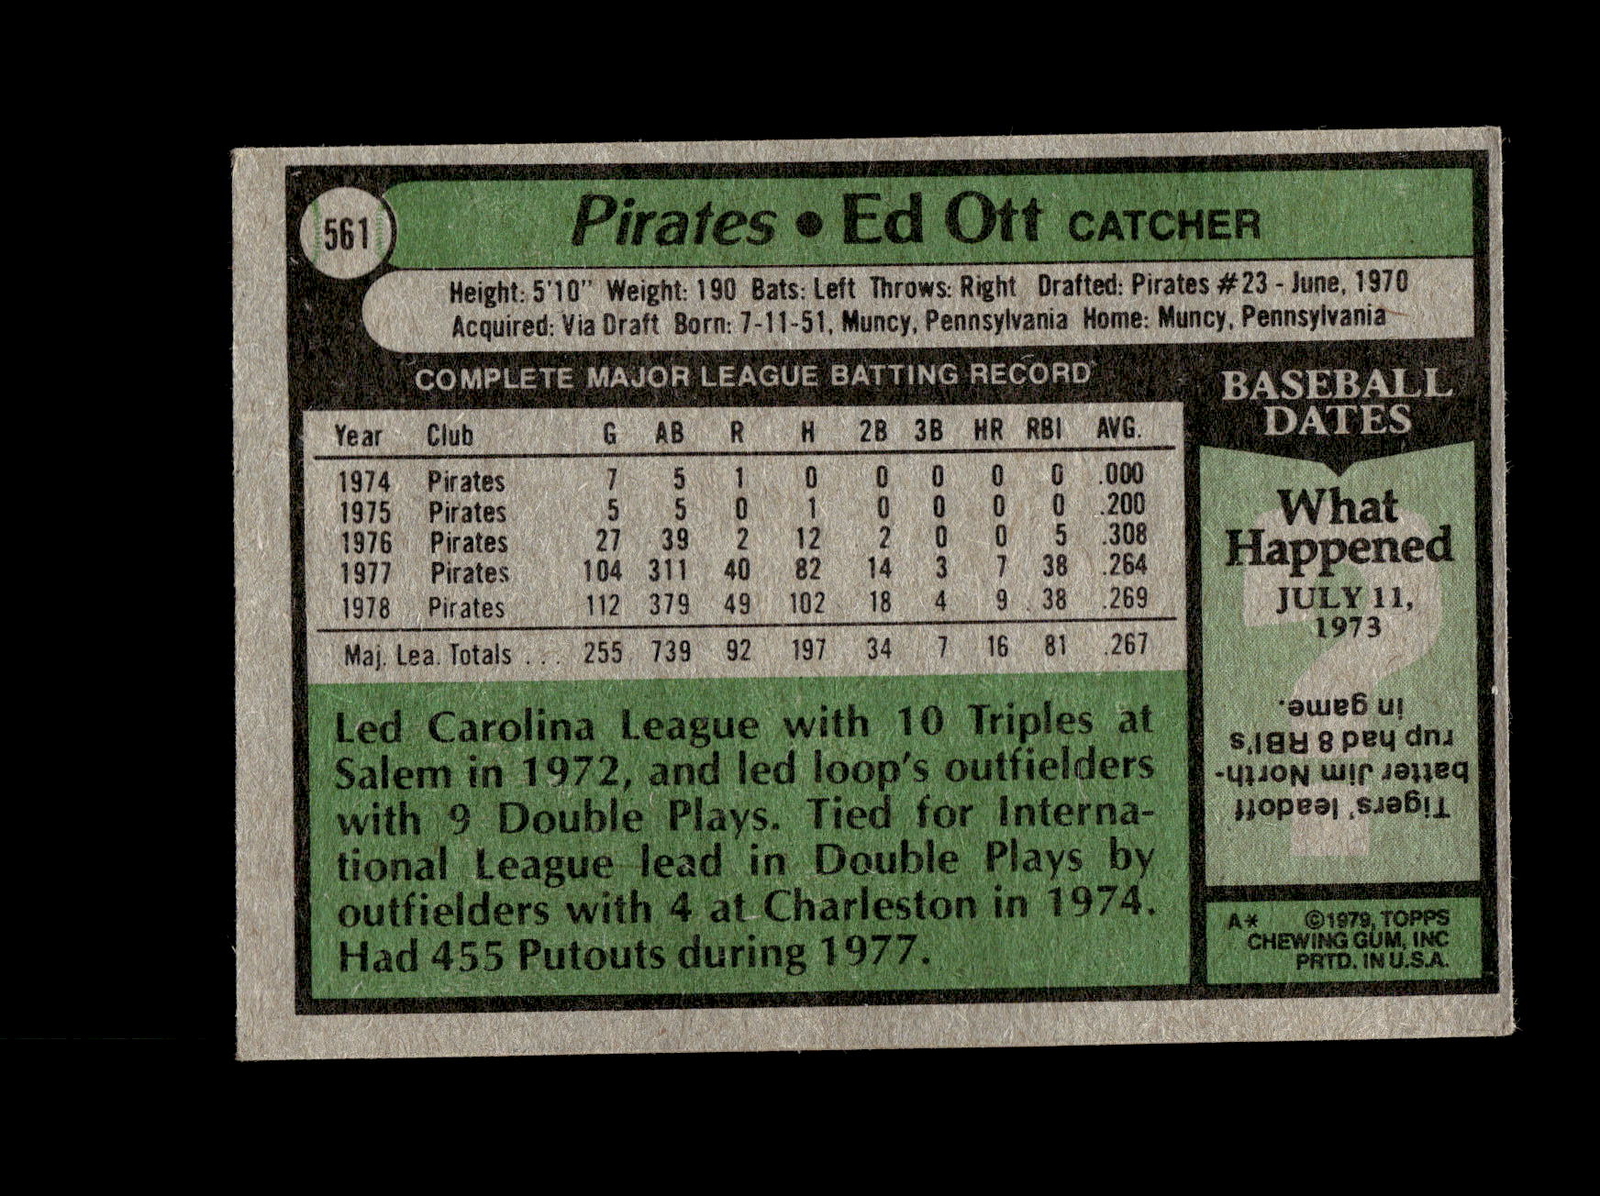 561
Pirates • Ed Ott CATCHER
Height: 5'10" Weight: 190 Bats: Left Throws: Right Drafted: Pirates #23 - June, 1970
Acquired: Via Draft Born: 7-11-51, Muncy, Pennsylvania Home: Muncy, Pennsylvania
COMPLETE MAJOR LEAGUE BATTING RECORD
Year Club G AB R H 2B 3B HR RBI AVG.
1974 Pirates 7 5 1 0 0 0 0 0 .000
1975 Pirates 5 5 0 1 0 0 0 0 .200
1976 Pirates 27 39 2 12 2 0 0 5 .308
1977 Pirates 104 311 40 82 14 3 7 38 .264
1978 Pirates 112 379 49 102 18 4 9 38 .269
Maj. Lea. Totals ... 255 739 92 197 34 7 16 81 .267
Led Carolina League with 10 Triples at
Salem in 1972, and led loop's outfielders
with 9 Double Plays. Tied for Interna-
tional League lead in Double Plays by
outfielders with 4 at Charleston in 1974.
Had 455 Putouts during 1977.
BASEBALL
DATES
What
Happened
JULY 11,
1973
Tigers' leadoff
batter Jim North-
rup had 8 RBI's
in game.
A* ©1979, TOPPS
CHEWING GUM, INC
PRTD. IN U.S.A.